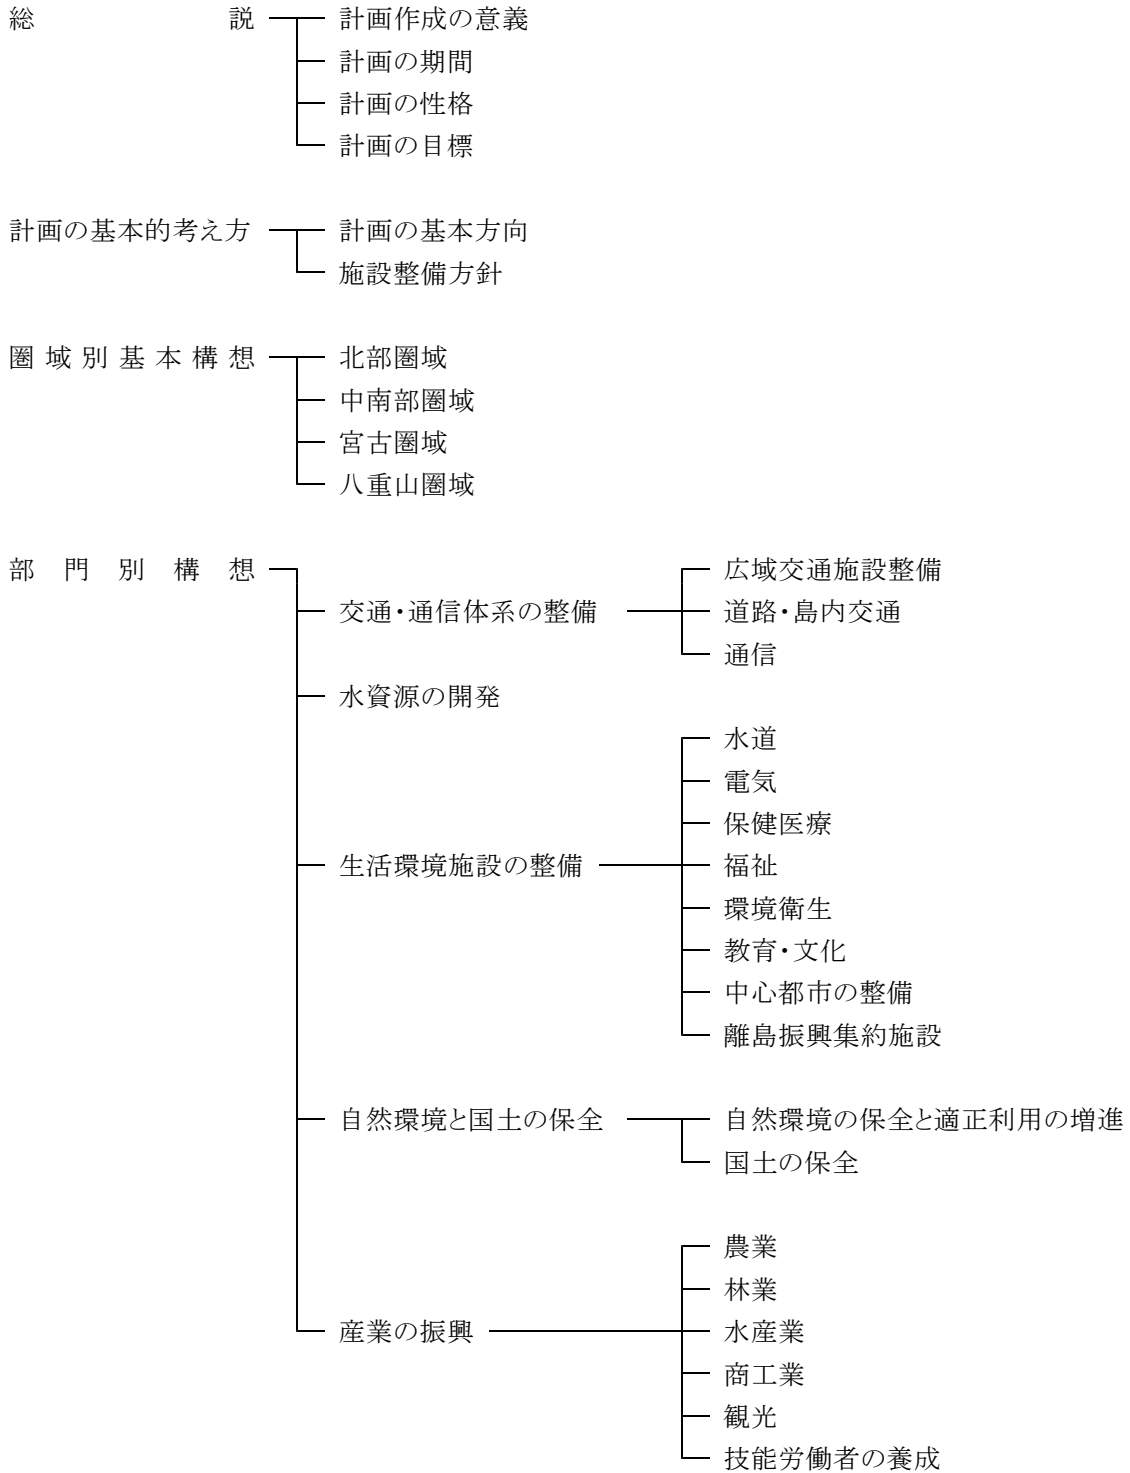 総説 計画作成の意義
計画の期間
計画の性格
計画の目標
計画の基本的考え方 計画の基本方向
施設整備方針
圏域別基本構想 北部圏域
中南部圏域
宮古圏域
八重山圏域
部門別構想 広域交通施設整備
交通・通信体系の整備 道路・島内交通
通信
水資源の開発
水道
電気
保健医療
生活環境施設の整備 福祉
環境衛生
教育・文化
中心都市の整備
離島振興集約施設
自然環境と国土の保全 自然環境の保全と適正利用の増進
国土の保全
農業
林業
産業の振興 水産業
商工業
観光
技能労働者の養成